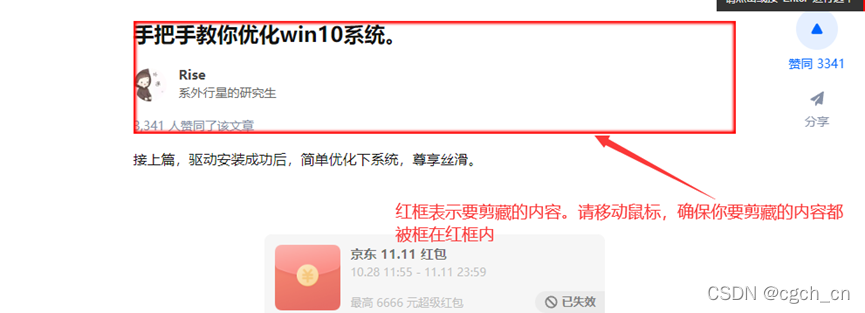 手把手教你优化win10系统。
Rise
系外行星的研究生
3,341 人赞同了该文章
赞同 3341
分享
接上篇，驱动安装成功后，简单优化下系统，尊享丝滑。
红框表示要剪藏的内容。请移动鼠标，确保你要剪藏的内容都
被框在红框内
京东 11.11 红包
10.28 11:55 - 11.11 23:59
最高 6666 元超级红包
已失效
CSDN @cgch_cn